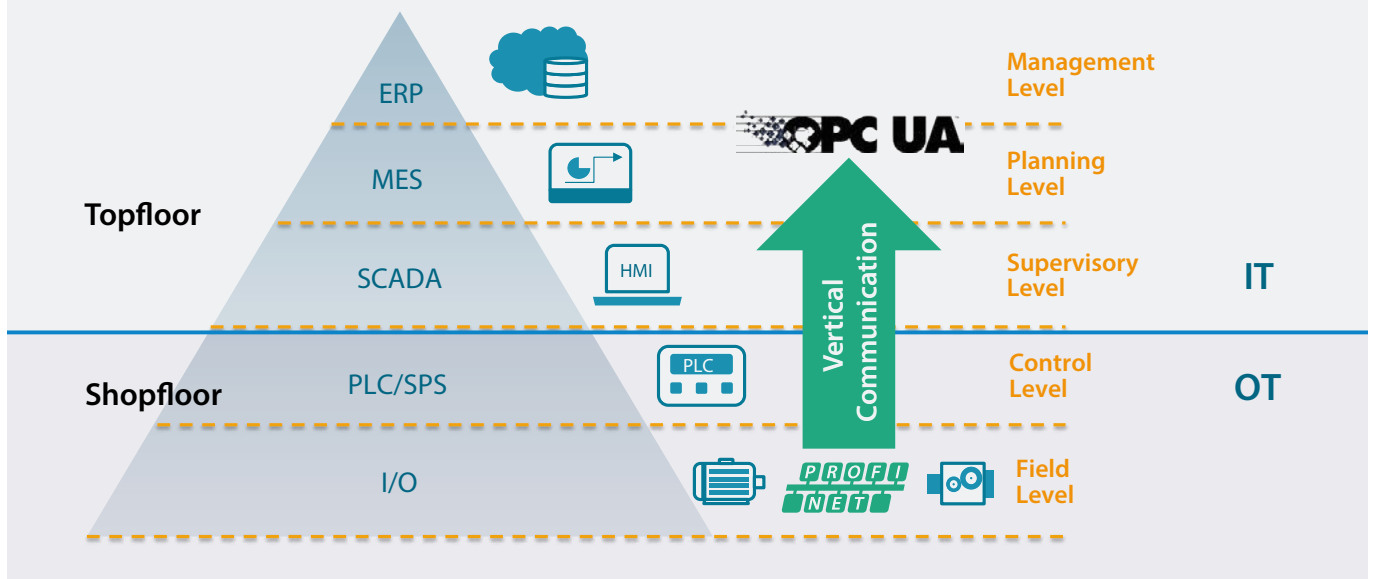 ERP
Management
Level
OPC UA
MES
Planning
Level
Topfloor
SCADA
HMI
Supervisory
Level
IT
Vertical
Communication
Shopfloor
PLC/SPS
PLC
Control
Level
OT
I/O
PROFI
NET
Field
Level